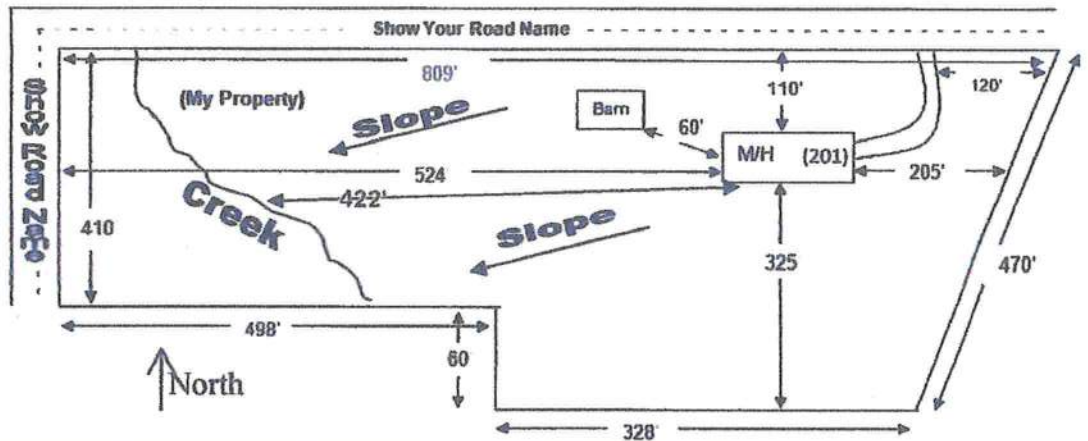 Show Your Road Name
Show Road Name
809'
110'
120'
(My Property)
Slope
Barn
60'
M/H (201)
524
205'
422'
Creek
410
Slope
325
470'
498'
60
North
328'